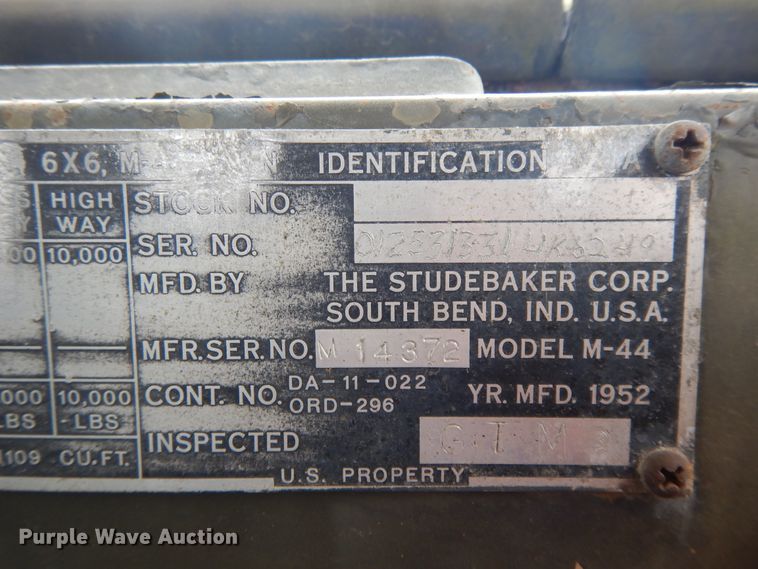 6X6, M- IDENTIFICATION
HIGH
WAY
10,000
STOCK NO.
SER. NO.
MFD. BY THE STUDEBAKER CORP.
SOUTH BEND, IND. U.S.A.
MFR. SER. NO. M 14372 MODEL M-44
,000
LBS
10,000
-LBS
CONT. NO. DA-11-022
ORD-296
YR. MFD. 1952
INSPECTED G T M
1109 CU.FT.
U.S. PROPERTY
Purple Wave Auction